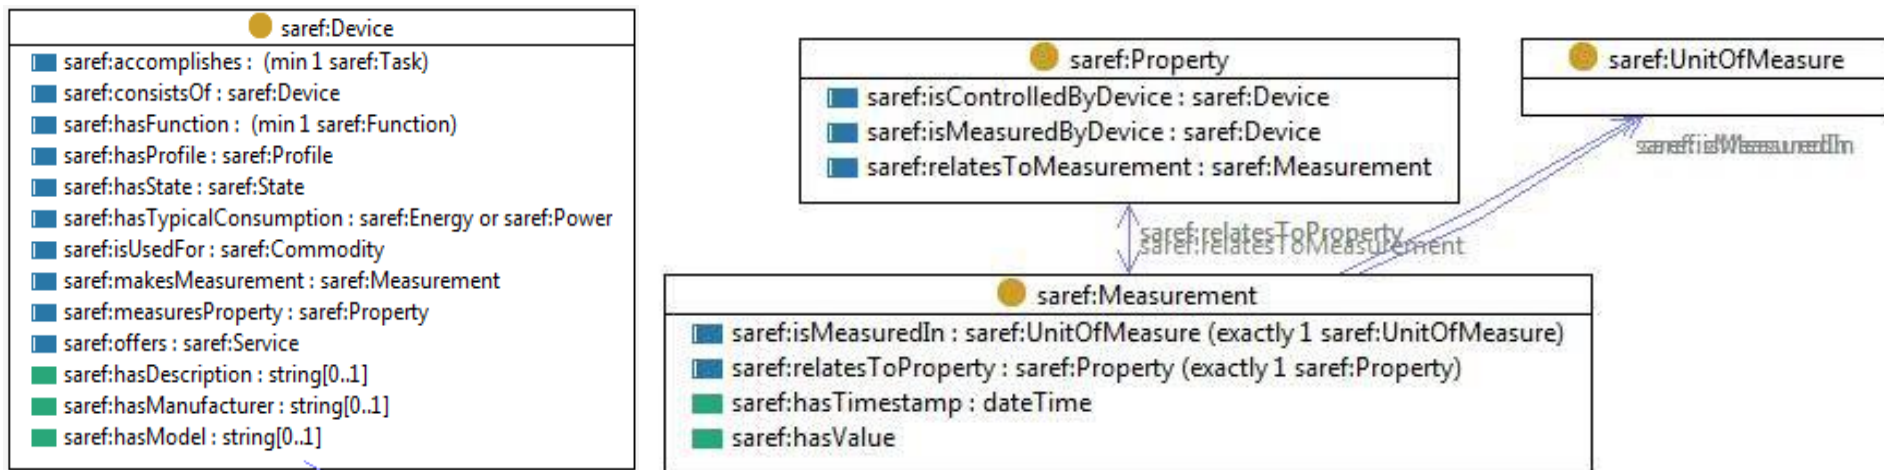 saref:Device
saref:accomplishes : (min 1 saref:Task)
saref:consistsOf : saref:Device
saref:hasFunction : (min 1 saref:Function)
saref:hasProfile : saref:Profile
saref:hasState : saref:State
saref:hasTypicalConsumption : saref:Energy or saref:Power
saref:isUsedFor : saref:Commodity
saref:makesMeasurement : saref:Measurement
saref:measuresProperty : saref:Property
saref:offers : saref:Service
saref:hasDescription : string[0..1]
saref:hasManufacturer : string[0..1]
saref:hasModel : string[0..1]
saref:Property
saref:isControlledByDevice : saref:Device
saref:isMeasuredByDevice : saref:Device
saref:relatesToMeasurement : saref:Measurement
saref:UnitOfMeasure
saref:relatesToProperty
saref:relatesToMeasurement
saref:Measurement
saref:isMeasuredIn : saref:UnitOfMeasure (exactly 1 saref:UnitOfMeasure)
saref:relatesToProperty : saref:Property (exactly 1 saref:Property)
saref:hasTimestamp : dateTime
saref:hasValue